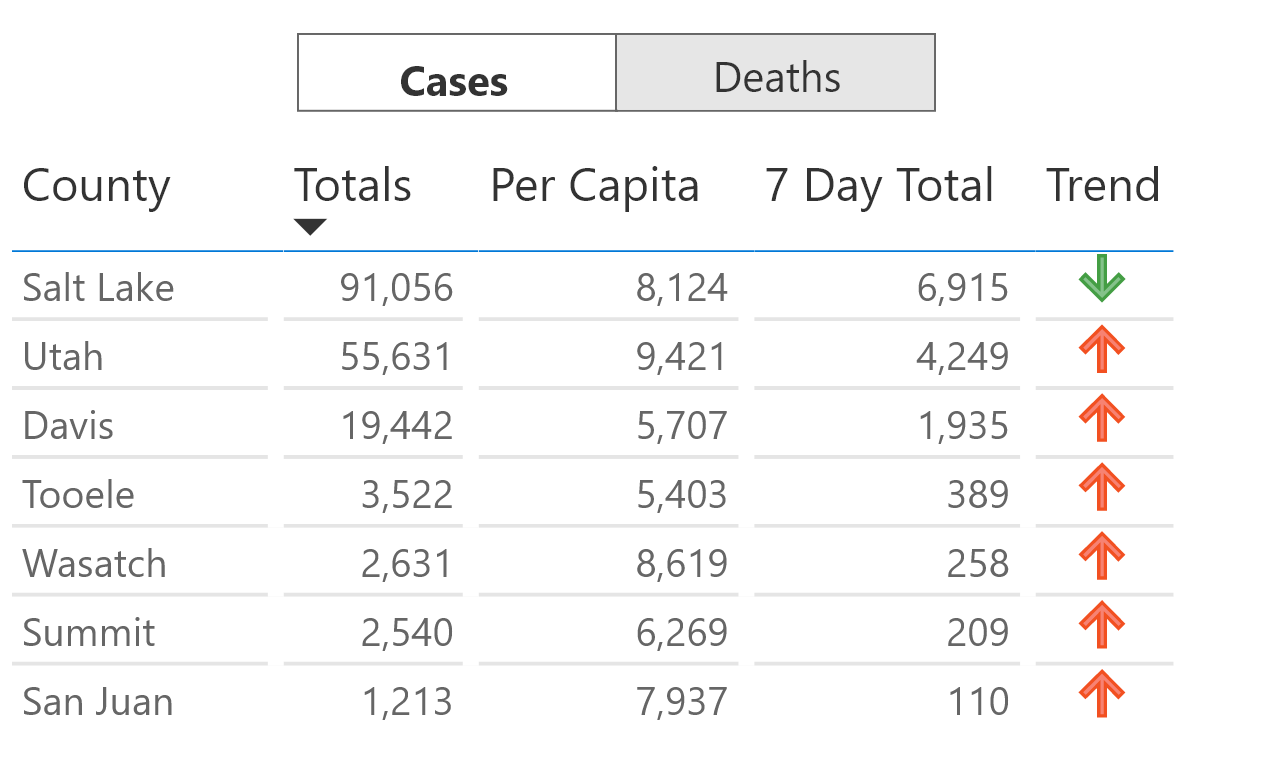 Cases Deaths
County Totals Per Capita 7 Day Total Trend
Salt Lake 91,056 8,124 6,915
Utah 55,631 9,421 4,249
Davis 19,442 5,707 1,935
Tooele 3,522 5,403 389
Wasatch 2,631 8,619 258
Summit 2,540 6,269 209
San Juan 1,213 7,937 110